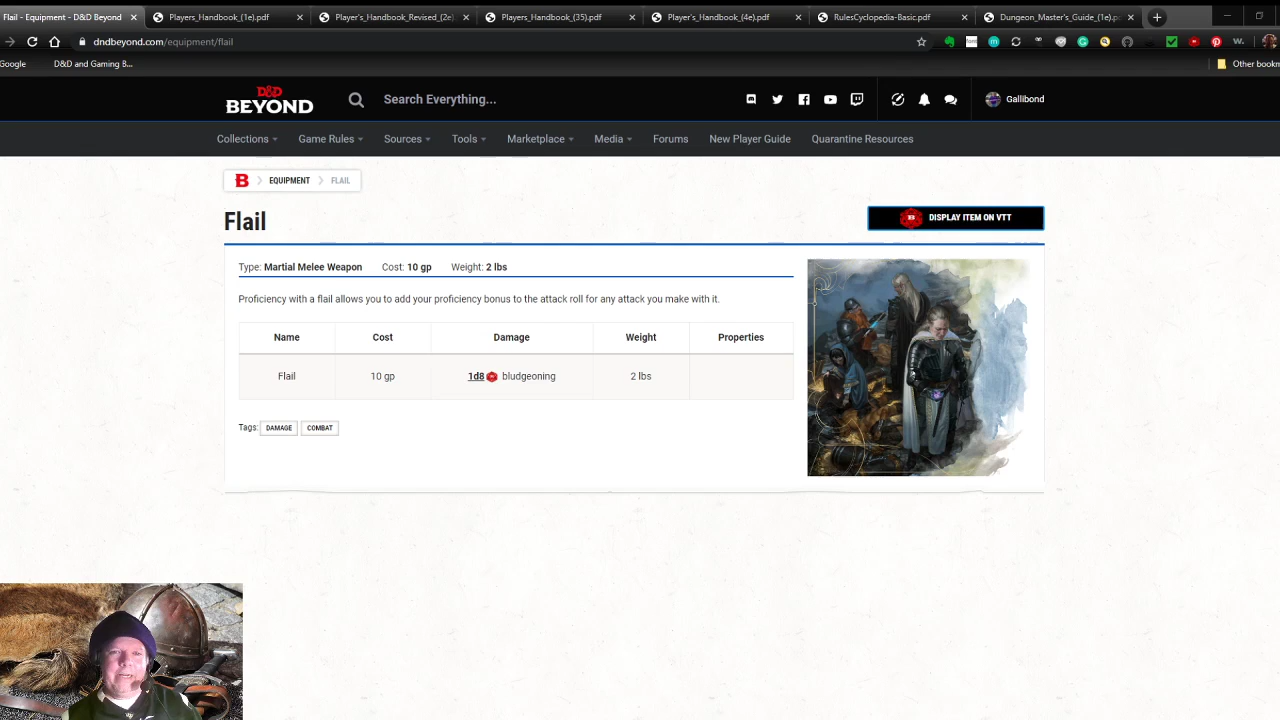 Flail - Equipment - D&D Beyond
Players_Handbook_(1e).pdf
Player's_Handbook_Revised_(2e)
Players_Handbook_(35).pdf
Player's_Handbook_(4e).pdf
RulesCyclopedia-Basic.pdf
Dungeon_Master's_Guide_(1e).p
dndbeyond.com/equipment/flail
Google
D&D and Gaming B...
Other bookm
D&D
BEYOND
Search Everything...
Gallibond
Collections
Game Rules
Sources
Tools
Marketplace
Media
Forums
New Player Guide
Quarantine Resources
B EQUIPMENT FLAIL
Flail
DISPLAY ITEM ON VTT
Type: Martial Melee Weapon Cost: 10 gp Weight: 2 lbs
Proficiency with a flail allows you to add your proficiency bonus to the attack roll for any attack you make with it.
Name Cost Damage Weight Properties
Flail 10 gp 1d8 bludgeoning 2 lbs
Tags: DAMAGE COMBAT